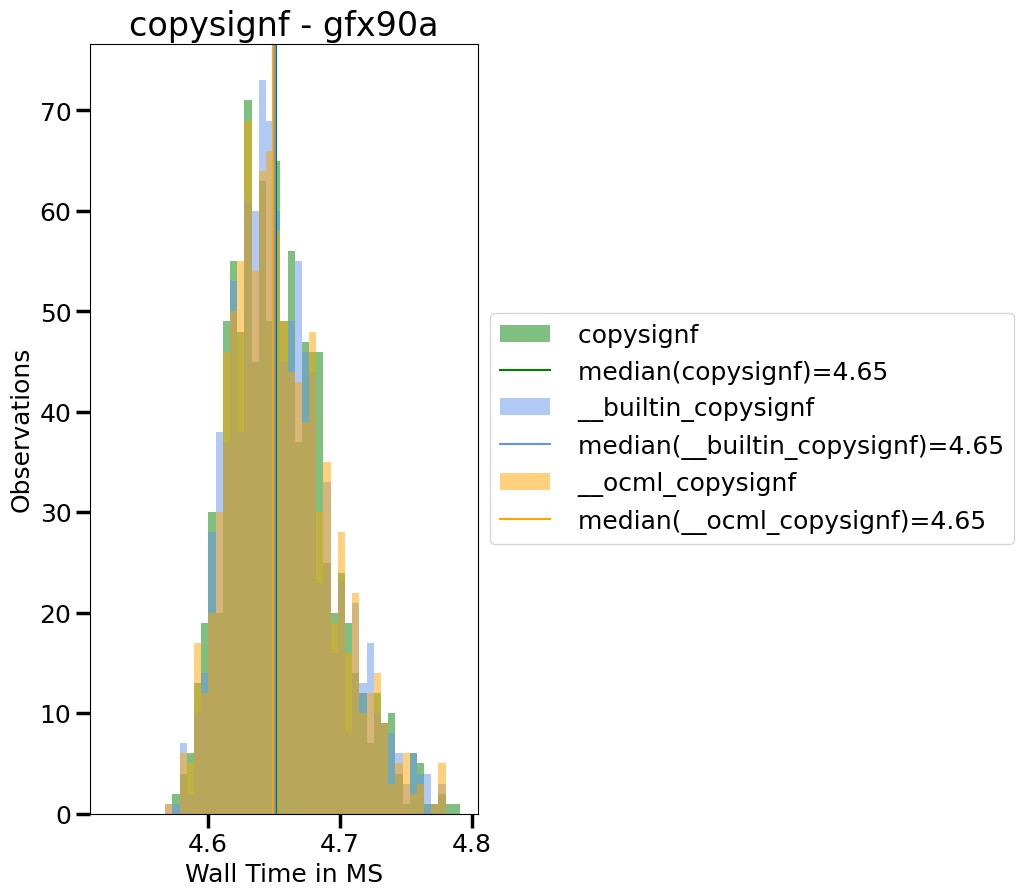 copysignf - gfx90a
Observations
70
60
50
40
30
20
10
0
4.6
4.7
4.8
Wall Time in MS
copysignf
median(copysignf)=4.65
__builtin_copysignf
median(__builtin_copysignf)=4.65
__ocml_copysignf
median(__ocml_copysignf)=4.65